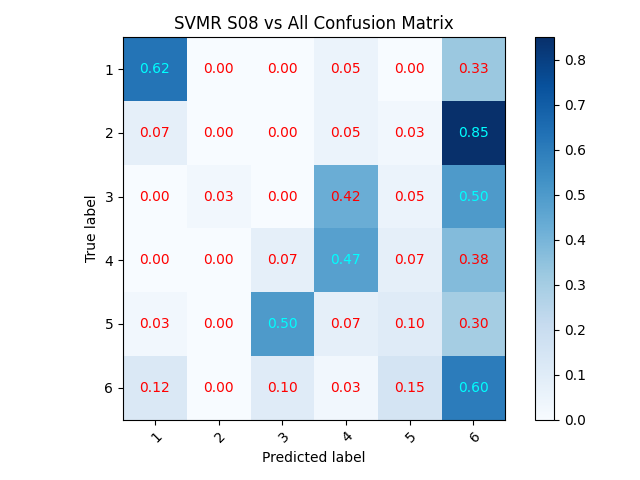 SVMR S08 vs All Confusion Matrix
True label
1 0.62 0.00 0.00 0.05 0.00 0.33
2 0.07 0.00 0.00 0.05 0.03 0.85
3 0.00 0.03 0.00 0.42 0.05 0.50
4 0.00 0.00 0.07 0.47 0.07 0.38
5 0.03 0.00 0.50 0.07 0.10 0.30
6 0.12 0.00 0.10 0.03 0.15 0.60
1 2 3 4 5 6
Predicted label
0.8
0.7
0.6
0.5
0.4
0.3
0.2
0.1
0.0